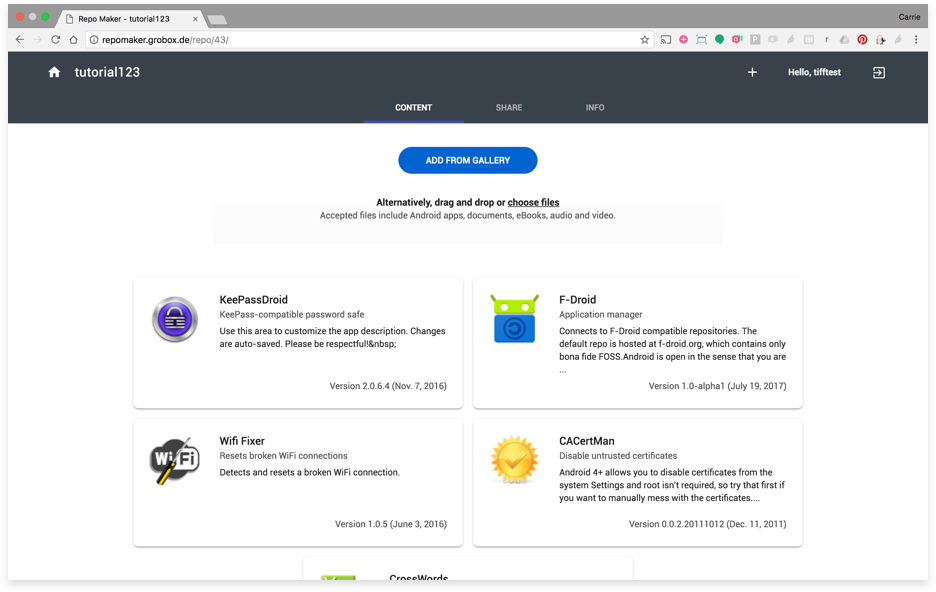 Repo Maker - tutorial123
Carrie
repomaker.grobox.de/repo/43/
tutorial123
Hello, tifftest
CONTENT
SHARE
INFO
ADD FROM GALLERY
Alternatively, drag and drop or choose files
Accepted files include Android apps, documents, eBooks, audio and video.
KeePassDroid
KeePass-compatible password safe
Use this area to customize the app description. Changes
are auto-saved. Please be respectful!&nbsp;
Version 2.0.6.4 (Nov. 7, 2016)
F-Droid
Application manager
Connects to F-Droid compatible repositories. The
default repo is hosted at f-droid.org, which contains only
bona fide FOSS.Android is open in the sense that you are
...
Version 1.0-alpha1 (July 19, 2017)
Wi Fi
Wifi Fixer
Resets broken WiFi connections
Detects and resets a broken WiFi connection.
Version 1.0.5 (June 3, 2016)
CACertMan
Disable untrusted certificates
Android 4+ allows you to disable certificates from the
system Settings and root isn't required, so try that first if
you want to manually mess with the certificates....
Version 0.0.2.20111012 (Dec. 11, 2011)
CrossWords